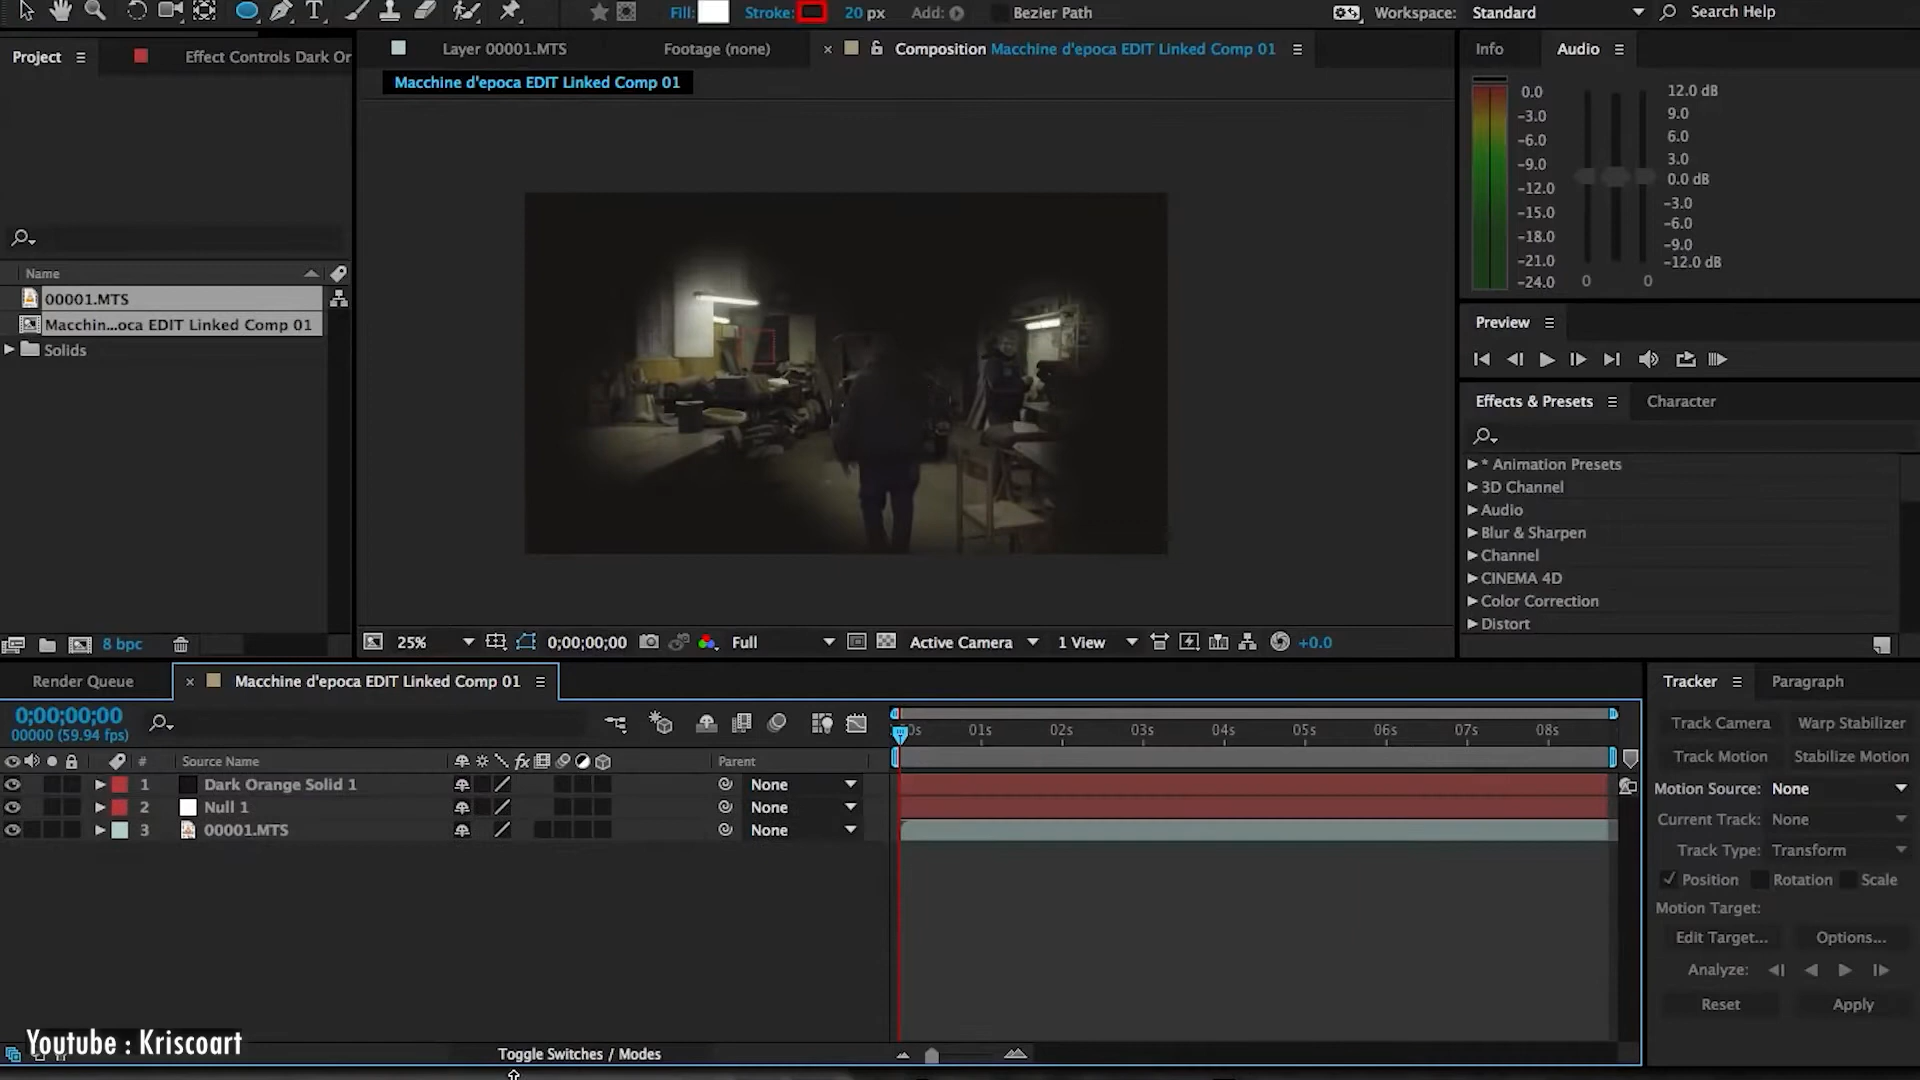 Fill:
Stroke:
20 px
Add:
Bezier Path
Workspace:
Standard
Search Help
Project
Effect Controls Dark Or
Layer 00001.MTS
Footage (none)
Composition Macchine d'epoca EDIT Linked Comp 01
Info
Audio
Macchine d'epoca EDIT Linked Comp 01
0.0
-3.0
-6.0
-9.0
-12.0
-15.0
-18.0
-21.0
-24.0
12.0 dB
9.0
6.0
3.0
0.0 dB
-3.0
-6.0
-9.0
-12.0 dB
0
0
Name
00001.MTS
Macchin...oca EDIT Linked Comp 01
Solids
Preview
Effects & Presets
Character
* Animation Presets
3D Channel
Audio
Blur & Sharpen
Channel
CINEMA 4D
Color Correction
Distort
8 bpc
25%
0;00;00;00
Full
Active Camera
1 View
+0.0
Render Queue
Macchine d'epoca EDIT Linked Comp 01
0;00;00;00
00000 (59.94 fps)
0s
01s
02s
03s
04s
05s
06s
07s
08s
#
Source Name
fx
Parent
1
Dark Orange Solid 1
None
2
Null 1
None
3
00001.MTS
None
Tracker
Paragraph
Track Camera
Warp Stabilizer
Track Motion
Stabilize Motion
Motion Source: None
Current Track: None
Track Type: Transform
Position
Rotation
Scale
Motion Target:
Edit Target...
Options...
Analyze:
Reset
Apply
Youtube : Kriscoart
Toggle Switches / Modes